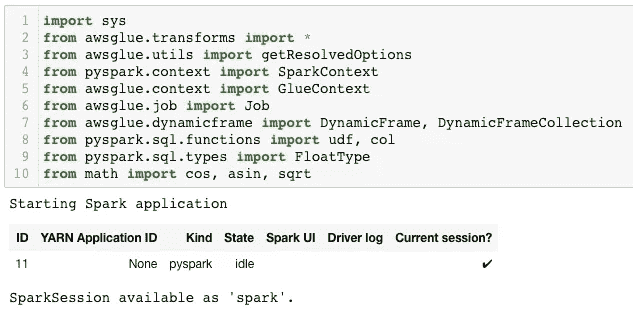 1 import sys
2 from awsglue.transforms import *
3 from awsglue.utils import getResolvedOptions
4 from pyspark.context import SparkContext
5 from awsglue.context import GlueContext
6 from awsglue.job import Job
7 from awsglue.dynamicframe import DynamicFrame, DynamicFrameCollection
8 from pyspark.sql.functions import udf, col
9 from pyspark.sql.types import FloatType
10 from math import cos, asin, sqrt
Starting Spark application
ID YARN Application ID Kind State Spark UI Driver log Current session?
11 None pyspark idle ✔
SparkSession available as 'spark'.